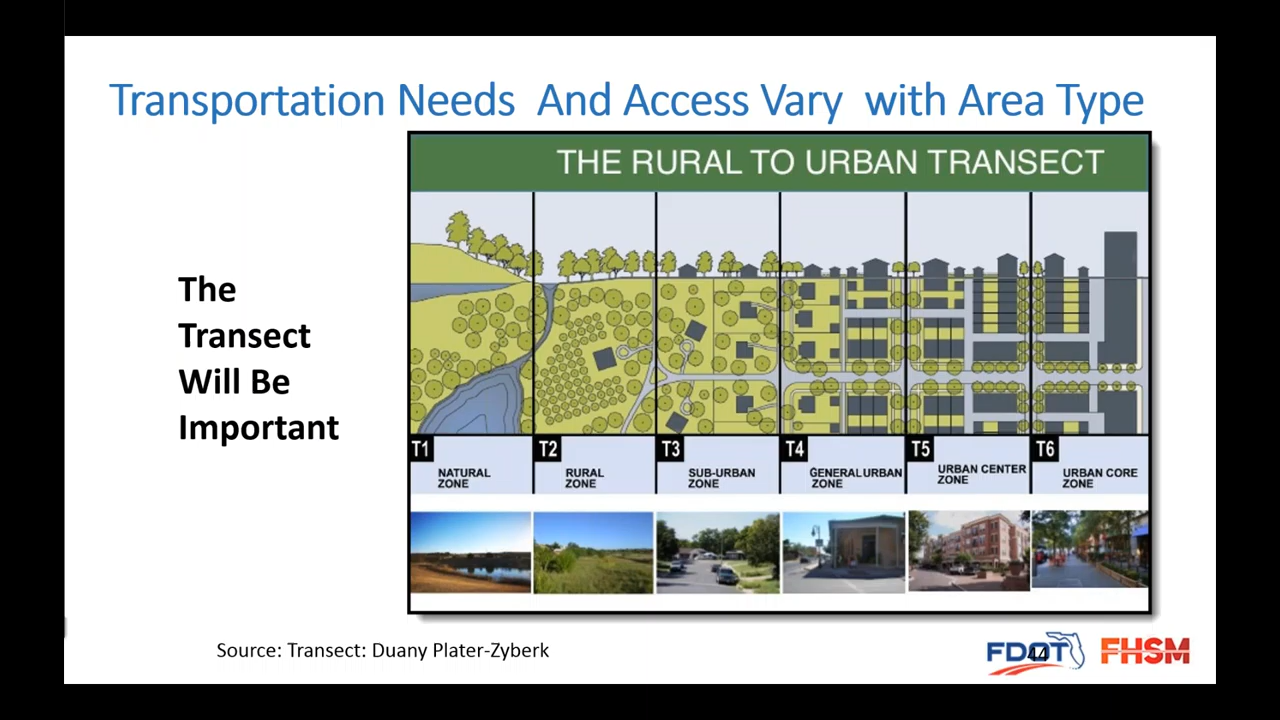 Transportation Needs  And Access Vary  with Area Type
THE RURAL TO URBAN TRANSECT
The
Transect
Will Be
Important
T1
NATURAL
ZONE
T2
RURAL
ZONE
T3
SUB-URBAN
ZONE
T4
GENERAL URBAN
ZONE
T5
URBAN CENTER
ZONE
T6
URBAN CORE
ZONE
Source: Transect: Duany Plater-Zyberk
FDOT
44
FHSM